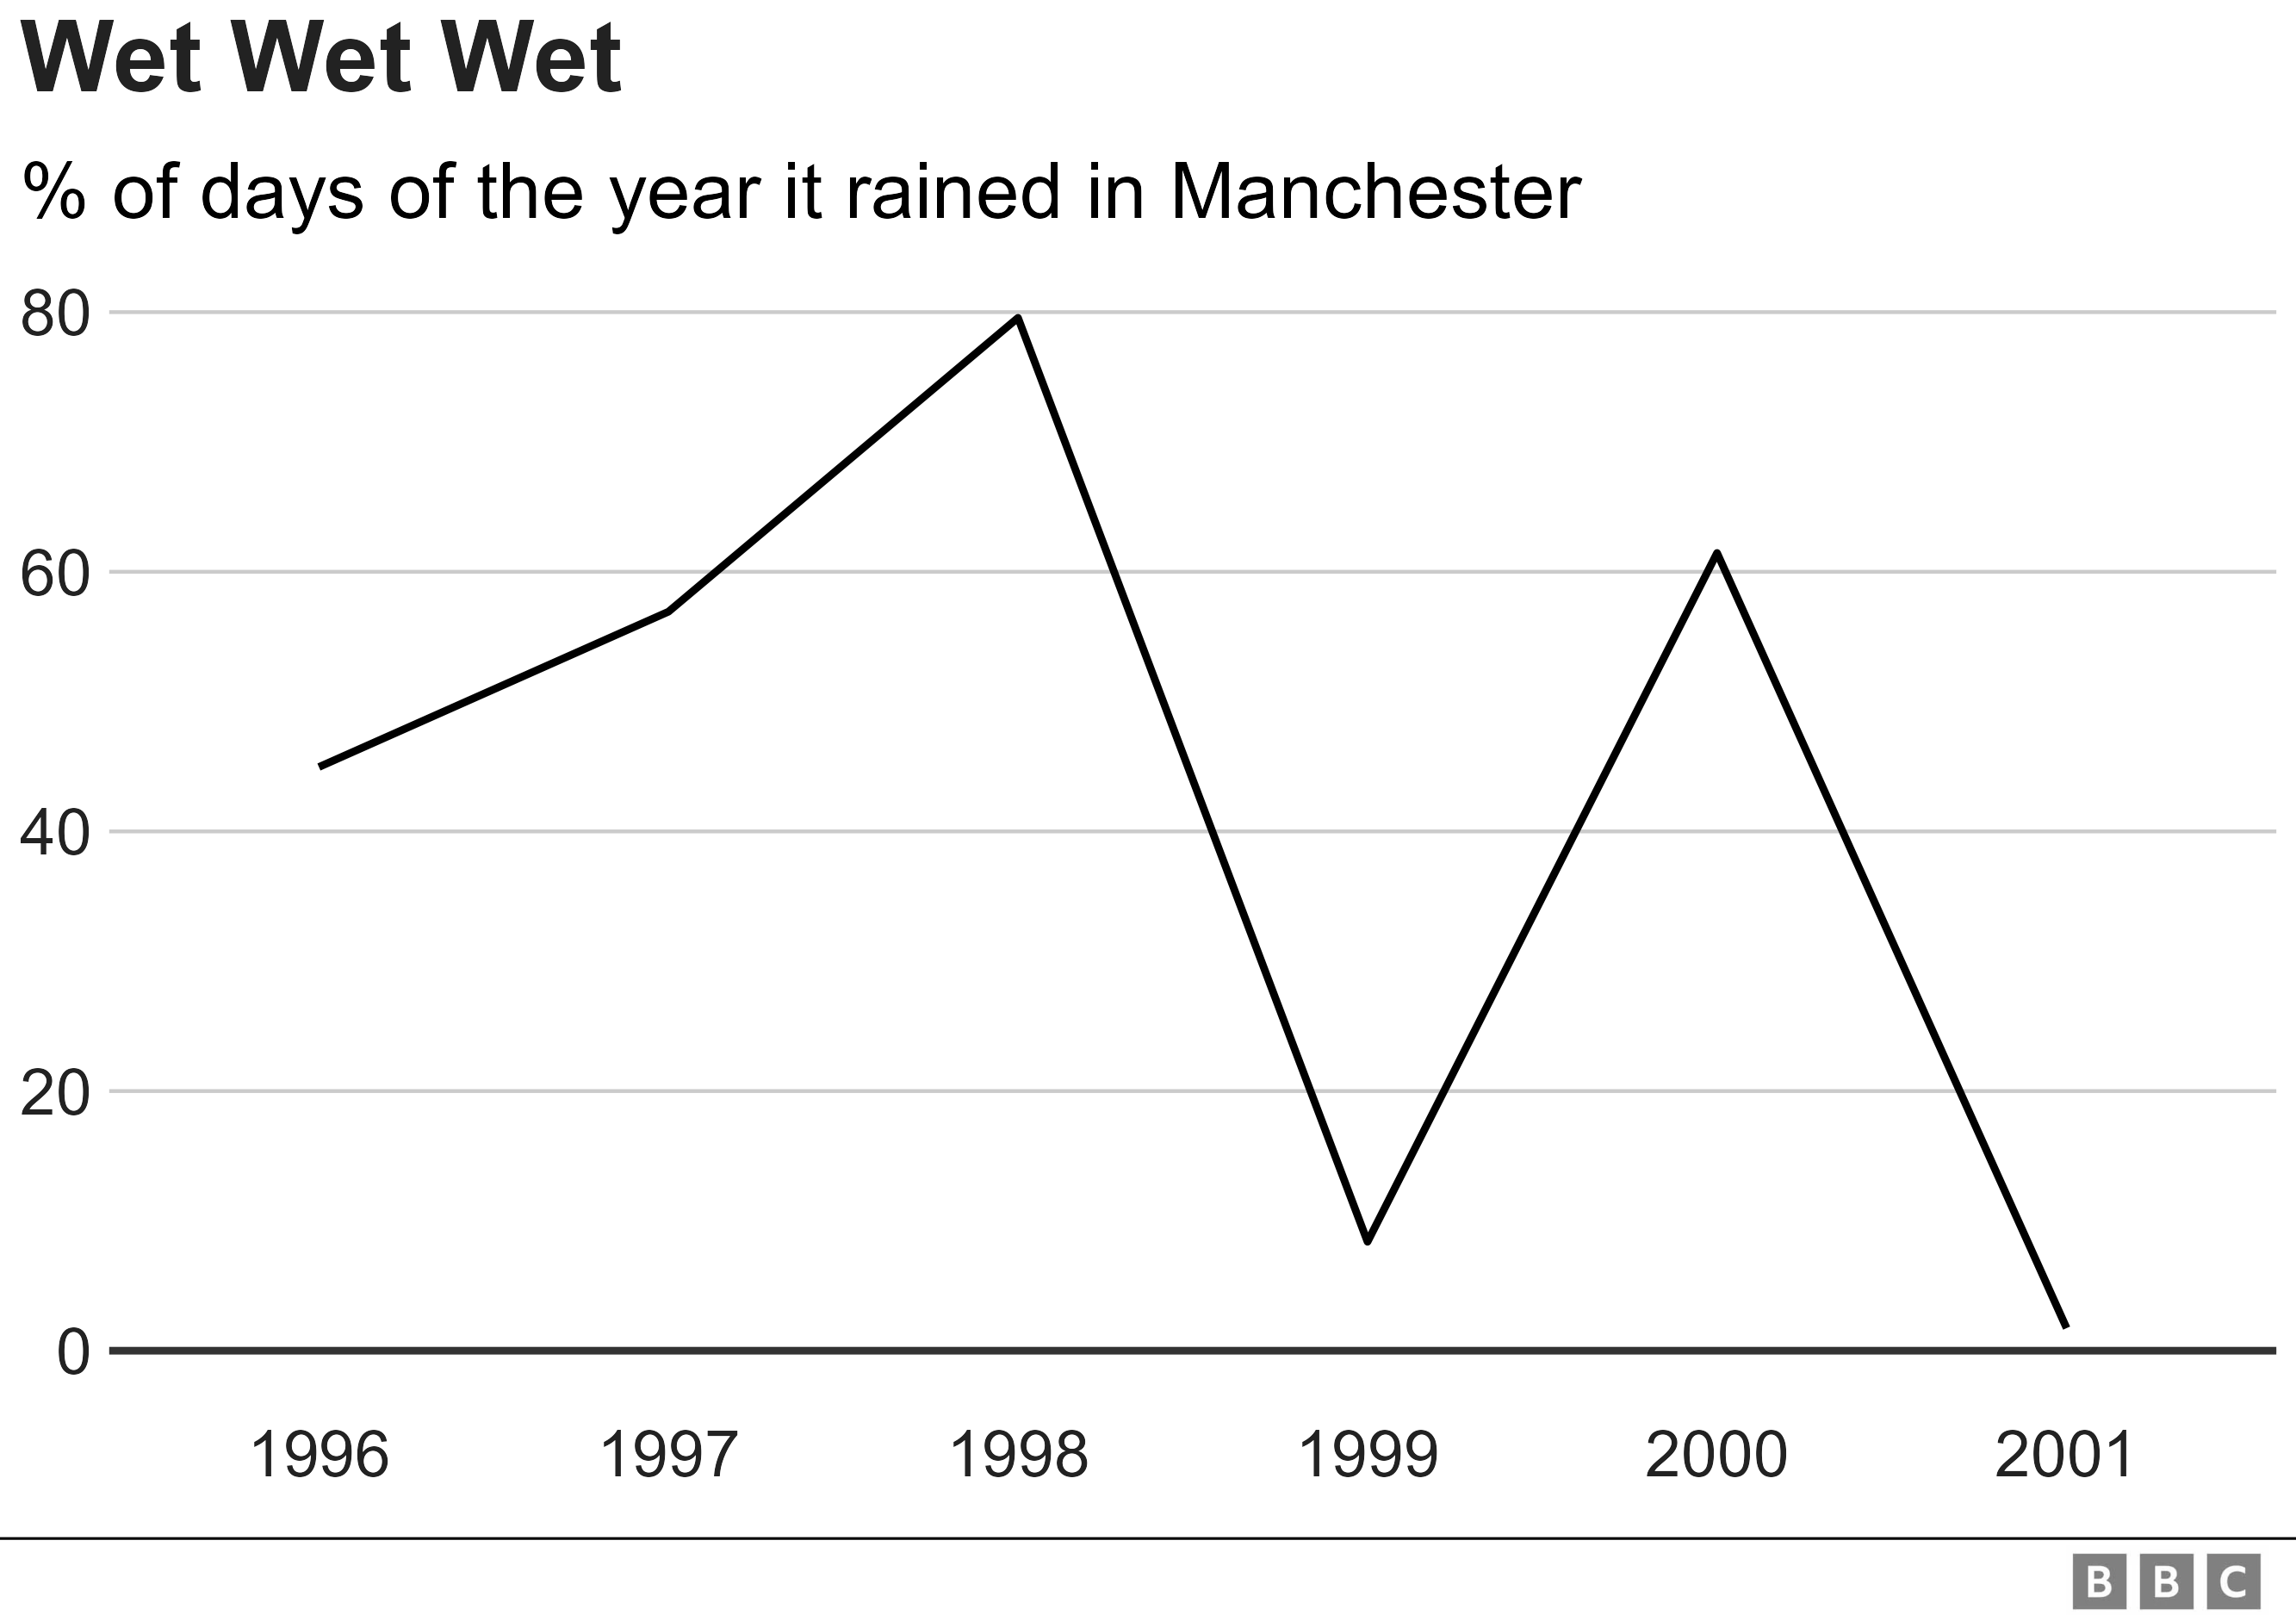 Wet Wet Wet
% of days of the year it rained in Manchester
80
60
40
20
0
1996 1997 1998 1999 2000 2001
BBC